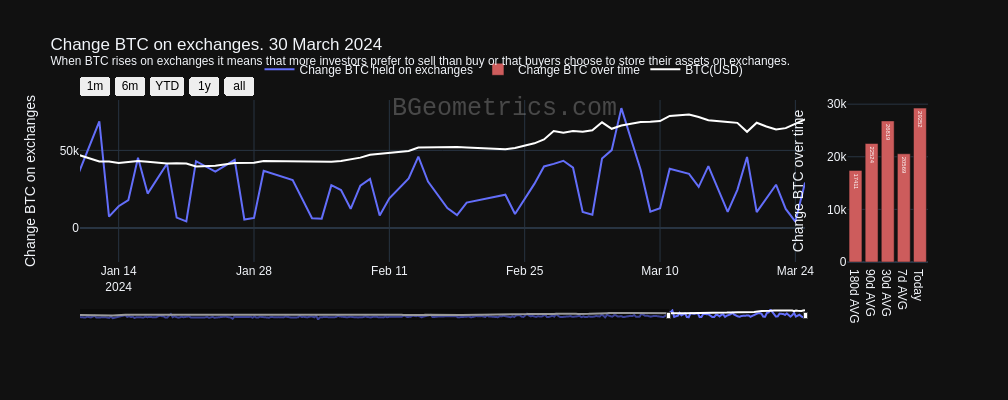 Change BTC on exchanges. 30 March 2024
When BTC rises on exchanges it means that more investors prefer to sell than buy or that buyers choose to store their assets on exchanges.
Change BTC held on exchanges
Change BTC over time
BTC(USD)
1m
6m
YTD
1y
all
BGeometrics.com
Change BTC on exchanges
50k
0
Jan 14
2024
Jan 28
Feb 11
Feb 25
Mar 10
Mar 24
Change BTC over time
30k
20k
10k
0
180d AVG
90d AVG
30d AVG
7d AVG
Today